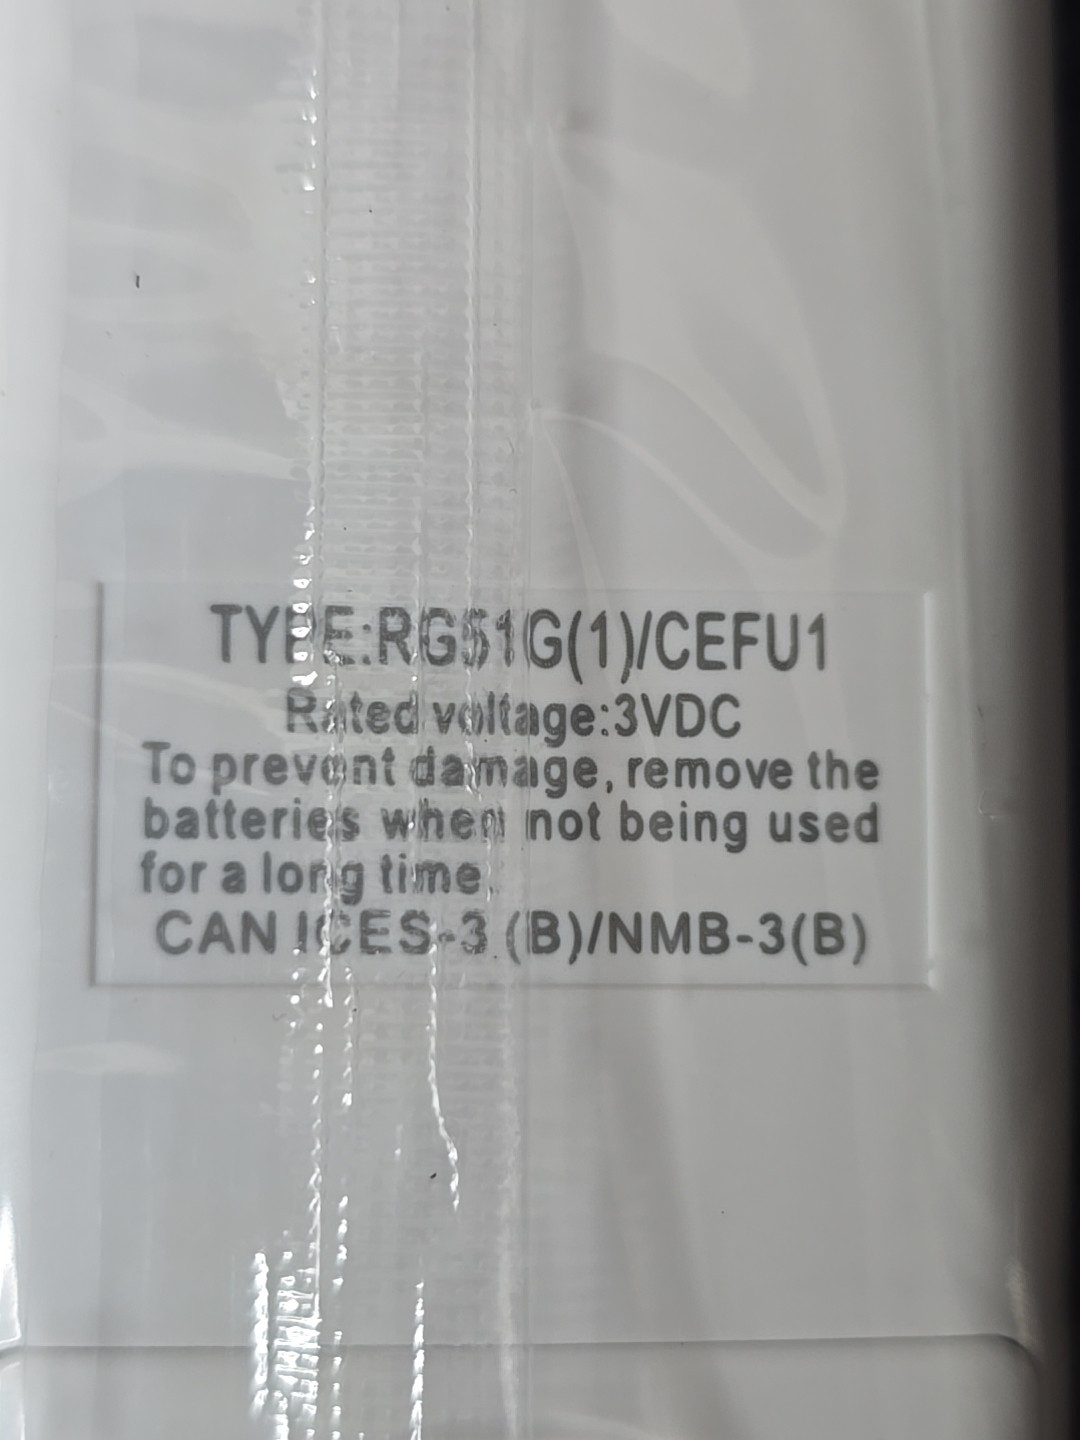 TYPE:RG51G(1)/CEFU1
Rated voltage:3VDC
To prevent damage, remove the
batteries when not being used
for a long time.
CAN ICES-3 (B)/NMB-3(B)